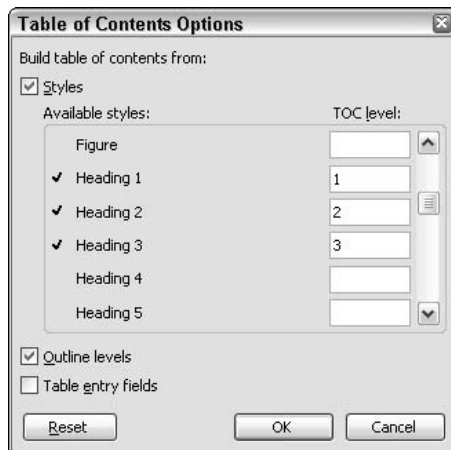 Table of Contents Options
Build table of contents from:
Styles
Available styles: TOC level:
Figure
Heading 1 1
Heading 2 2
Heading 3 3
Heading 4
Heading 5
Outline levels
Table entry fields
Reset OK Cancel